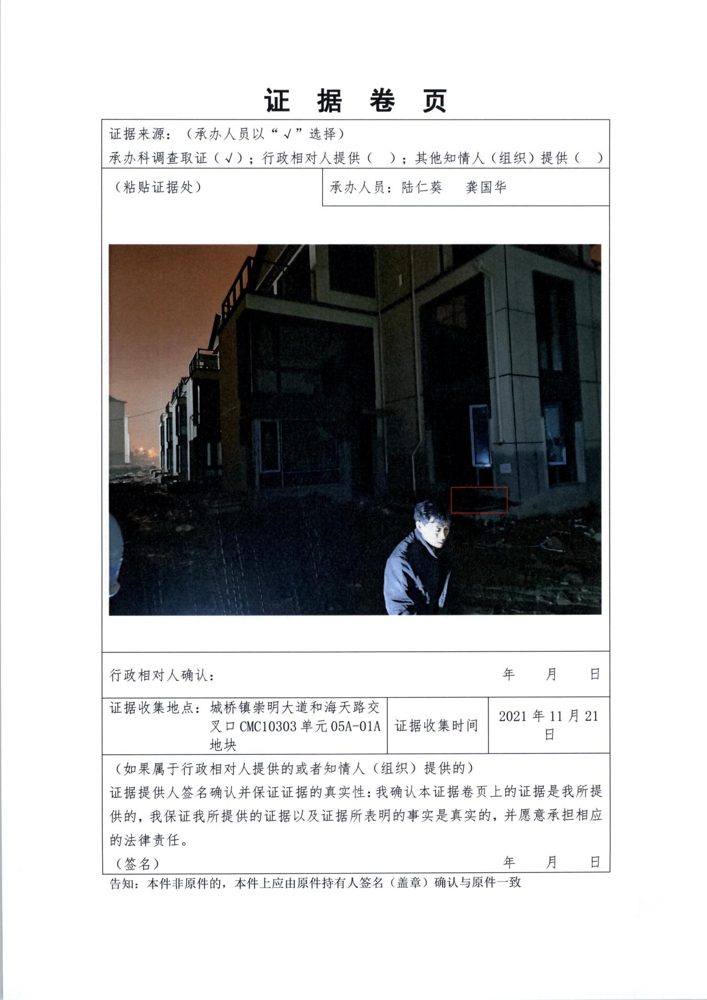 证据卷页
证据来源：（承办人员以“√”选择）
承办科调查取证（√）；行政相对人提供（ ）；其他知情人（组织）提供（ ）
（粘贴证据处）
承办人员：陆仁葵 龚国华
行政相对人确认： 年 月 日
证据收集地点：城桥镇崇明大道和海天路交
叉口CMC10303单元05A-01A
地块
证据收集时间
2021年11月21
日
（如果属于行政相对人提供的或者知情人（组织）提供的）
证据提供人签名确认并保证证据的真实性：我确认本证据卷页上的证据是我所提
供的，我保证我所提供的证据以及证据所表明的事实是真实的，并愿意承担相应
的法律责任。
（签名） 年 月 日
告知：本件非原件的，本件上应由原件持有人签名（盖章）确认与原件一致